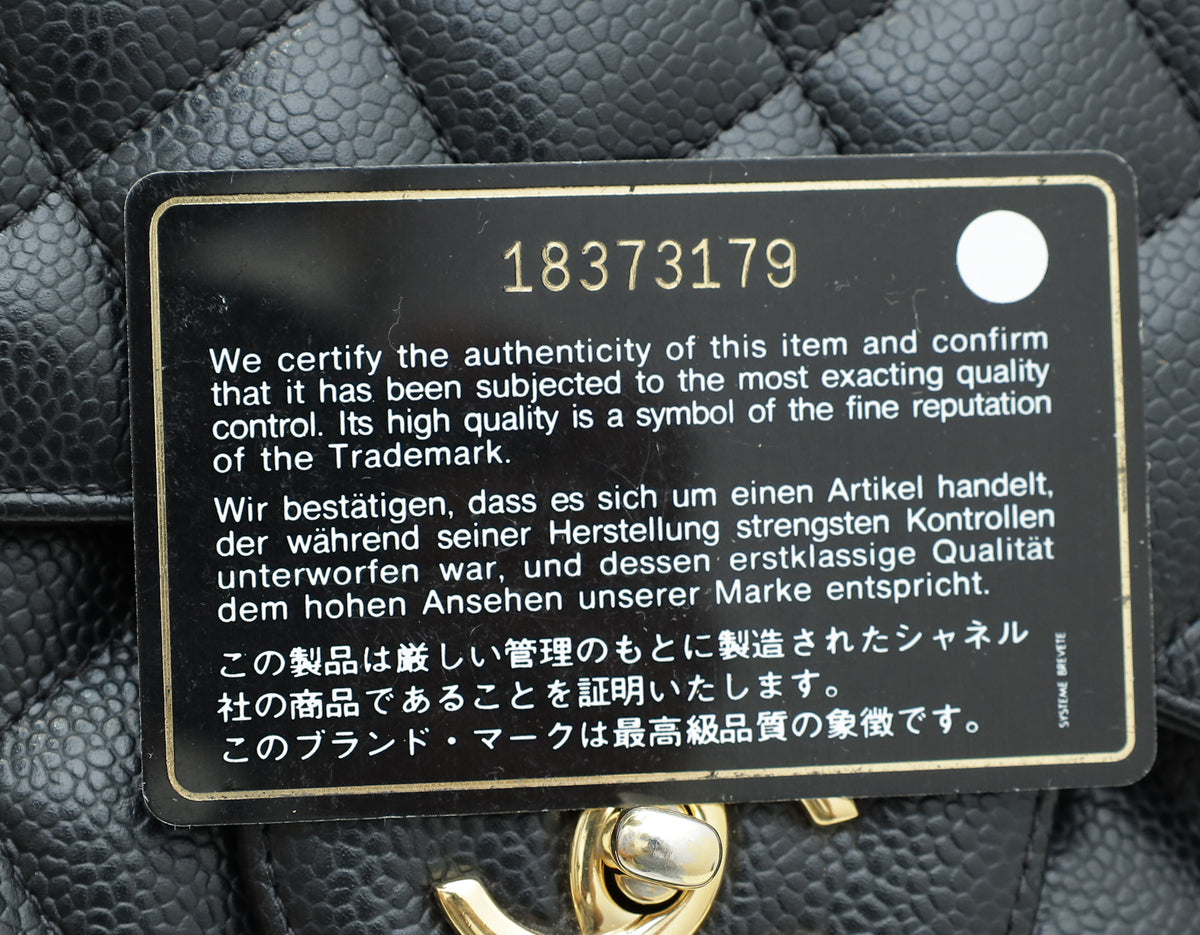 18373179
We certify the authenticity of this item and confirm
that it has been subjected to the most exacting quality
control. Its high quality is a symbol of the fine reputation
of the Trademark.
Wir bestätigen, dass es sich um einen Artikel handelt,
der während seiner Herstellung strengsten Kontrollen
unterworfen war, und dessen erstklassige Qualität
dem hohen Ansehen unserer Marke entspricht.
この製品は厳しい管理のもとに製造されたシャネル
社の商品であることを証明いたします。
このブランド・マークは最高級品質の象徴です。
SYSTEME BREVETE